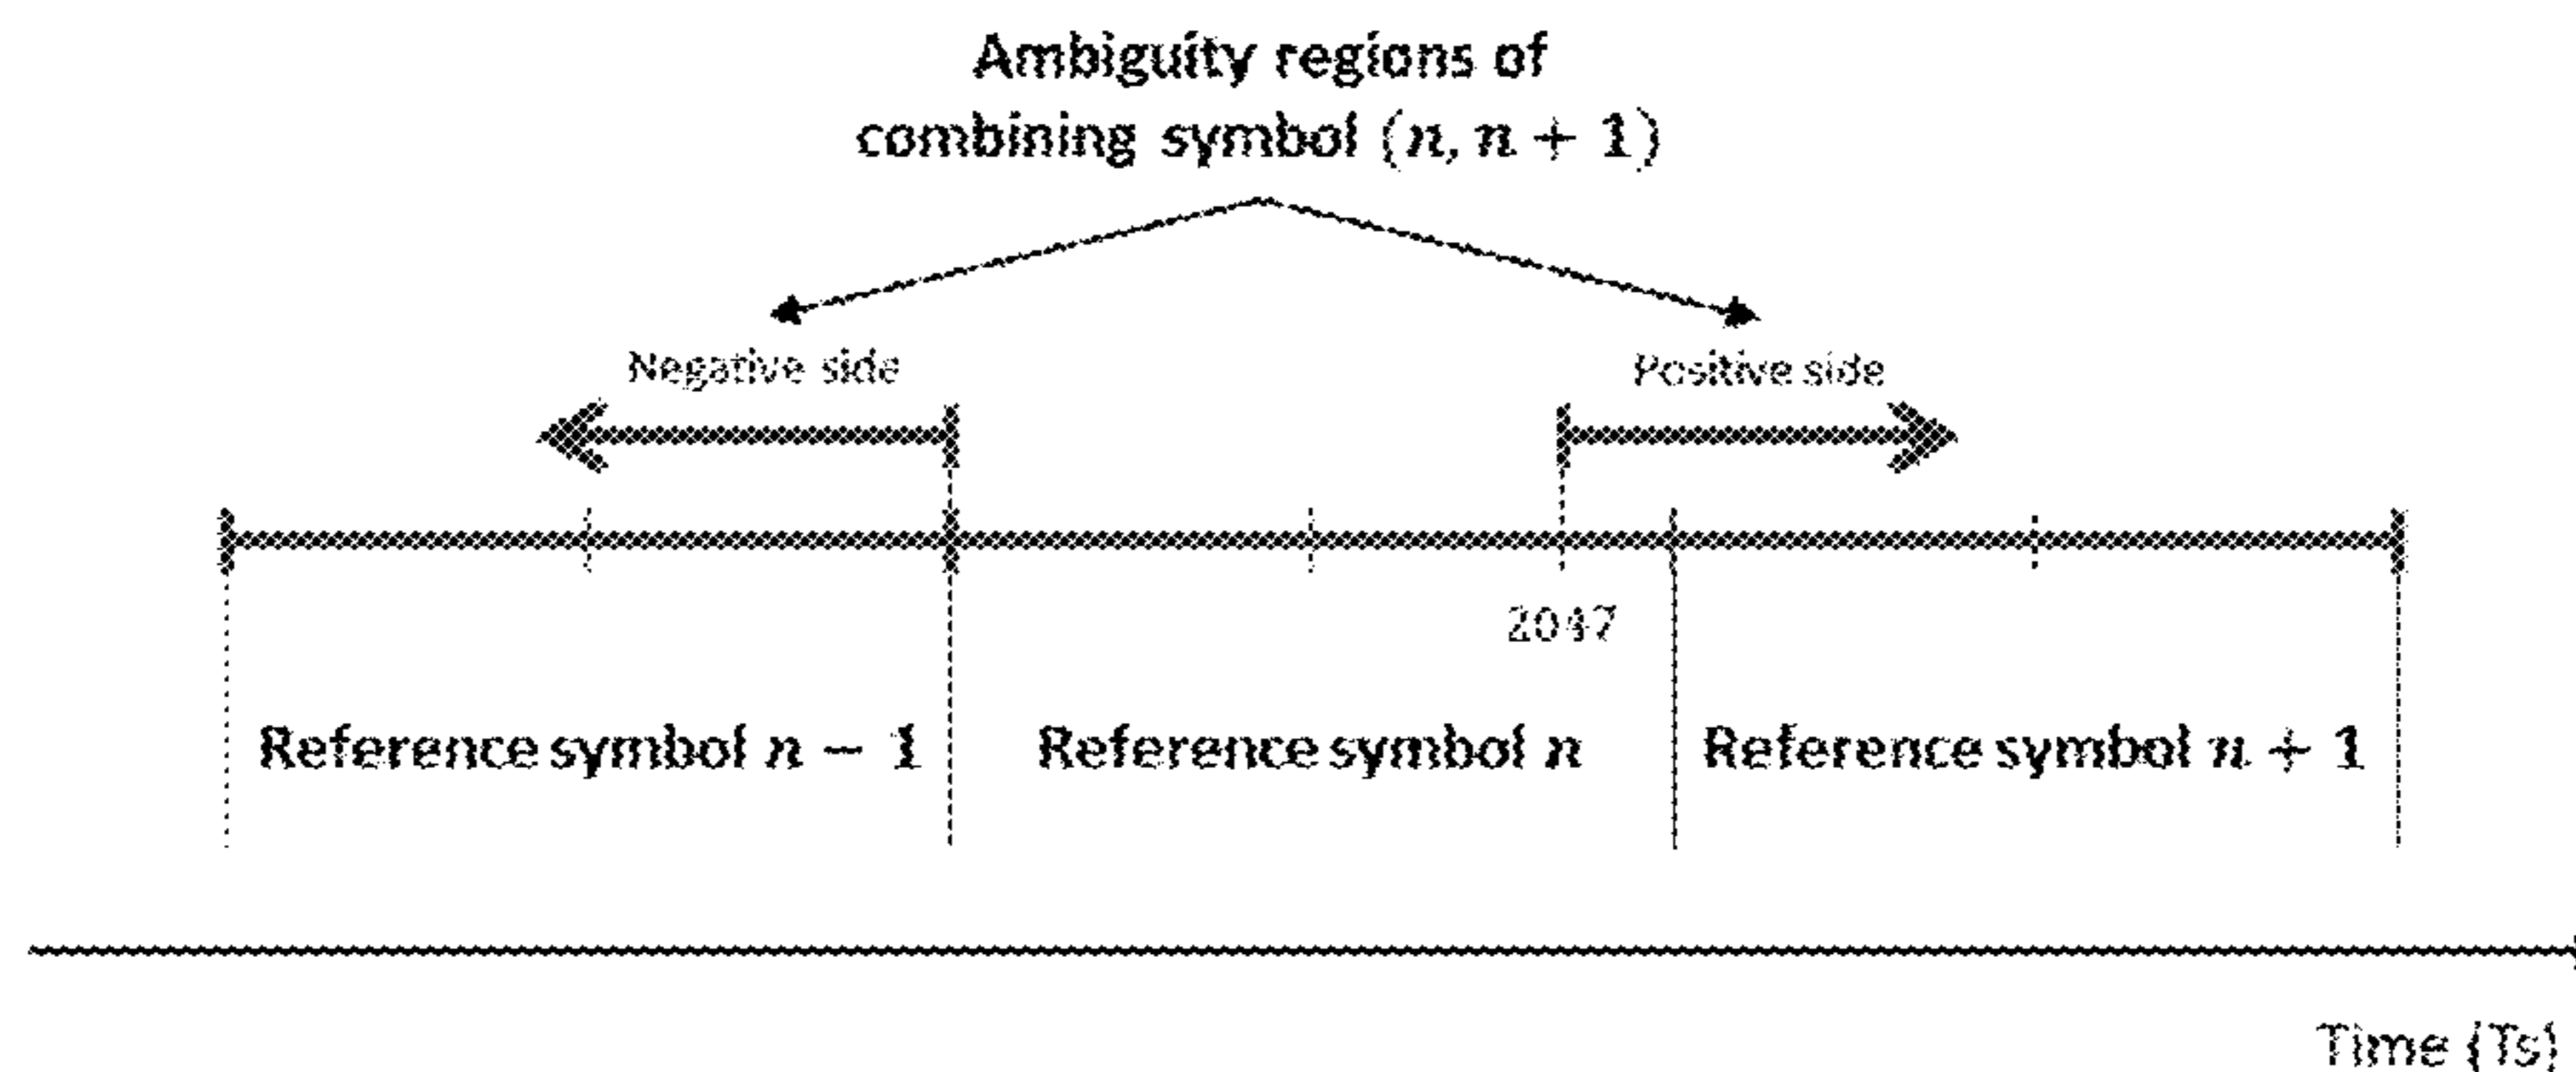 Ambiguity regions of
combining symbol (n, n + 1)
Negative side
Positive side
2047
Reference symbol n − 1
Reference symbol n
Reference symbol n + 1
Time (Ts)